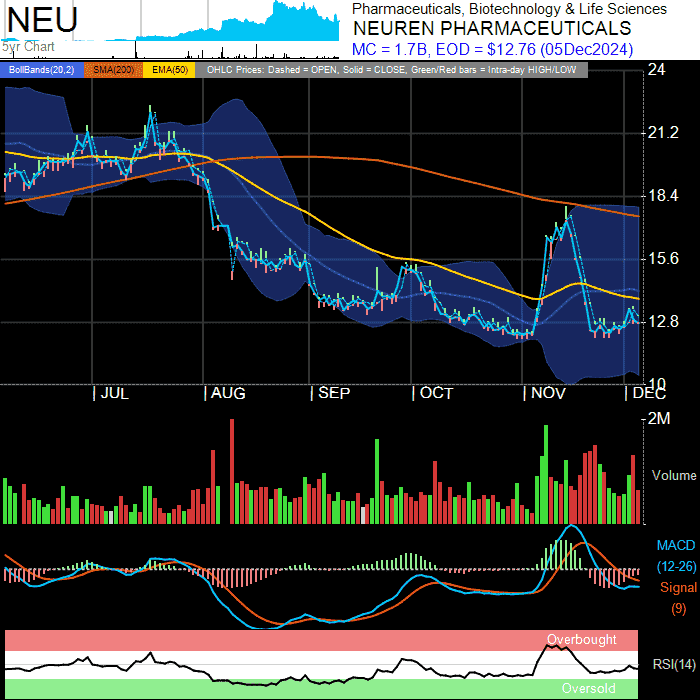 NEU
5yr Chart
Pharmaceuticals, Biotechnology & Life Sciences
NEUREN PHARMACEUTICALS
MC = 1.7B, EOD = $12.76 (05Dec2024)
BollBands(20,2) SMA(200) EMA(50) OHLC Prices: Dashed = OPEN, Solid = CLOSE, Green/Red bars = Intra-day HIGH/LOW
24
21.2
18.4
15.6
12.8
10
| JUL | AUG | SEP | OCT | NOV | DEC
2M
Volume
MACD
(12-26)
Signal
(9)
Overbought
RSI(14)
Oversold